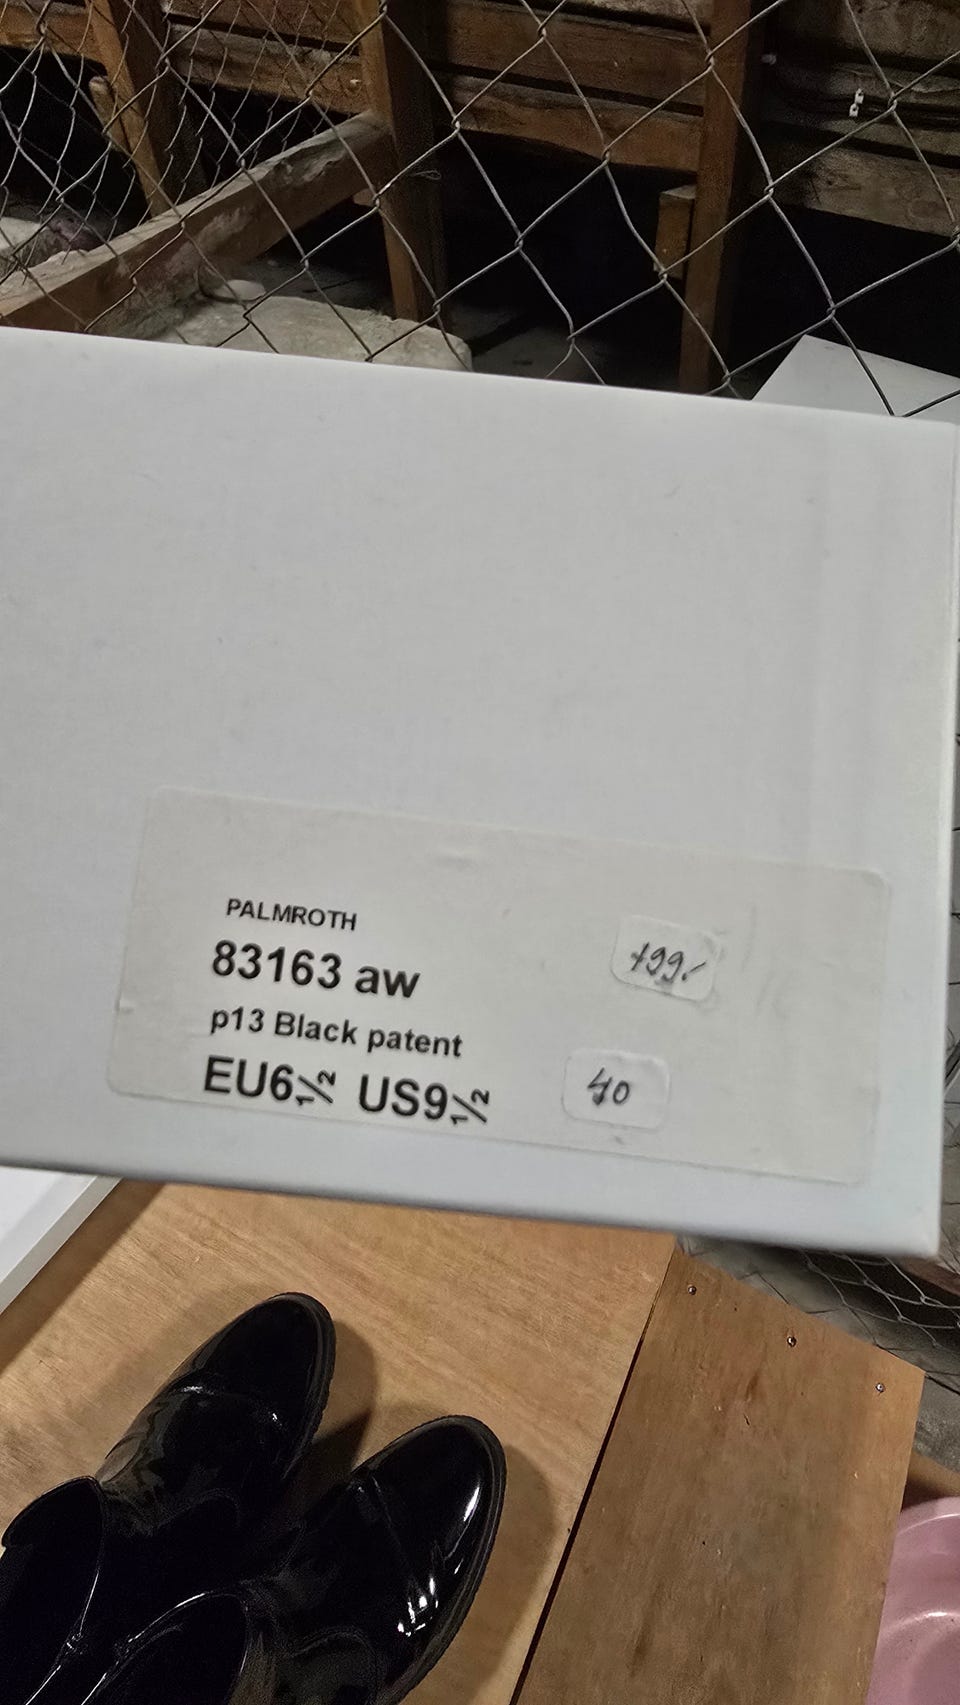 PALMROTH
83163 aw
p13 Black patent
EU6½ US9½
199.-
40